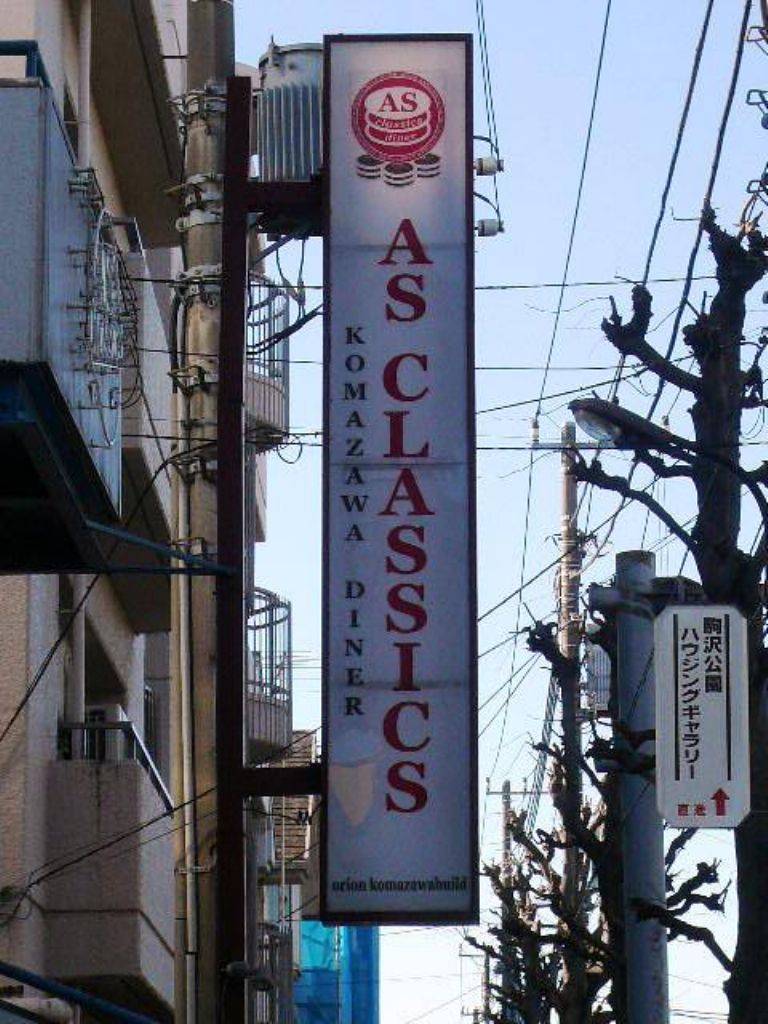 AS
classics
diner
AS CLASSICS
KOMAZAWA DINER
orion komazawabuild
駒沢公園
ハウジングギャラリー
直進